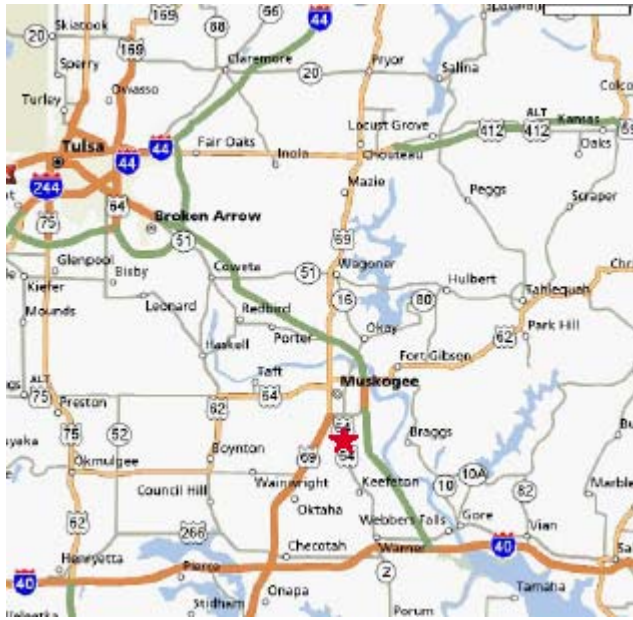 Skiatook
169
66
44
20
88
169
Claremore
Pryor
Sperry
20
Salina
Owasso
Turley
Locust Grove
ALT
Kansas
412
412
412
44
Fair Oaks
Tulsa
Chouteau
Oaks
44
Inola
Mazie
244
Peggs
Scraper
64
75
Broken Arrow
69
51
Glenpool
Bixby
Coweta
51
Wagoner
Hulbert
Kiefer
Tahlequah
Leonard
16
80
Mounds
Redbird
Okay
Park Hill
62
Porter
Haskell
Fort Gibson
Taft
ALT
75
64
Muskogee
Preston
62
64
75
52
Braggs
64
Boynton
69
Okmulgee
10A
Wainwright
Keefeton
10
82
Council Hill
Oktaha
Gore
62
266
Webbers Falls
Vian
Checotah
Warner
40
Henryetta
2
40
Pierce
Onapa
Tamaha
Stidham
Porum